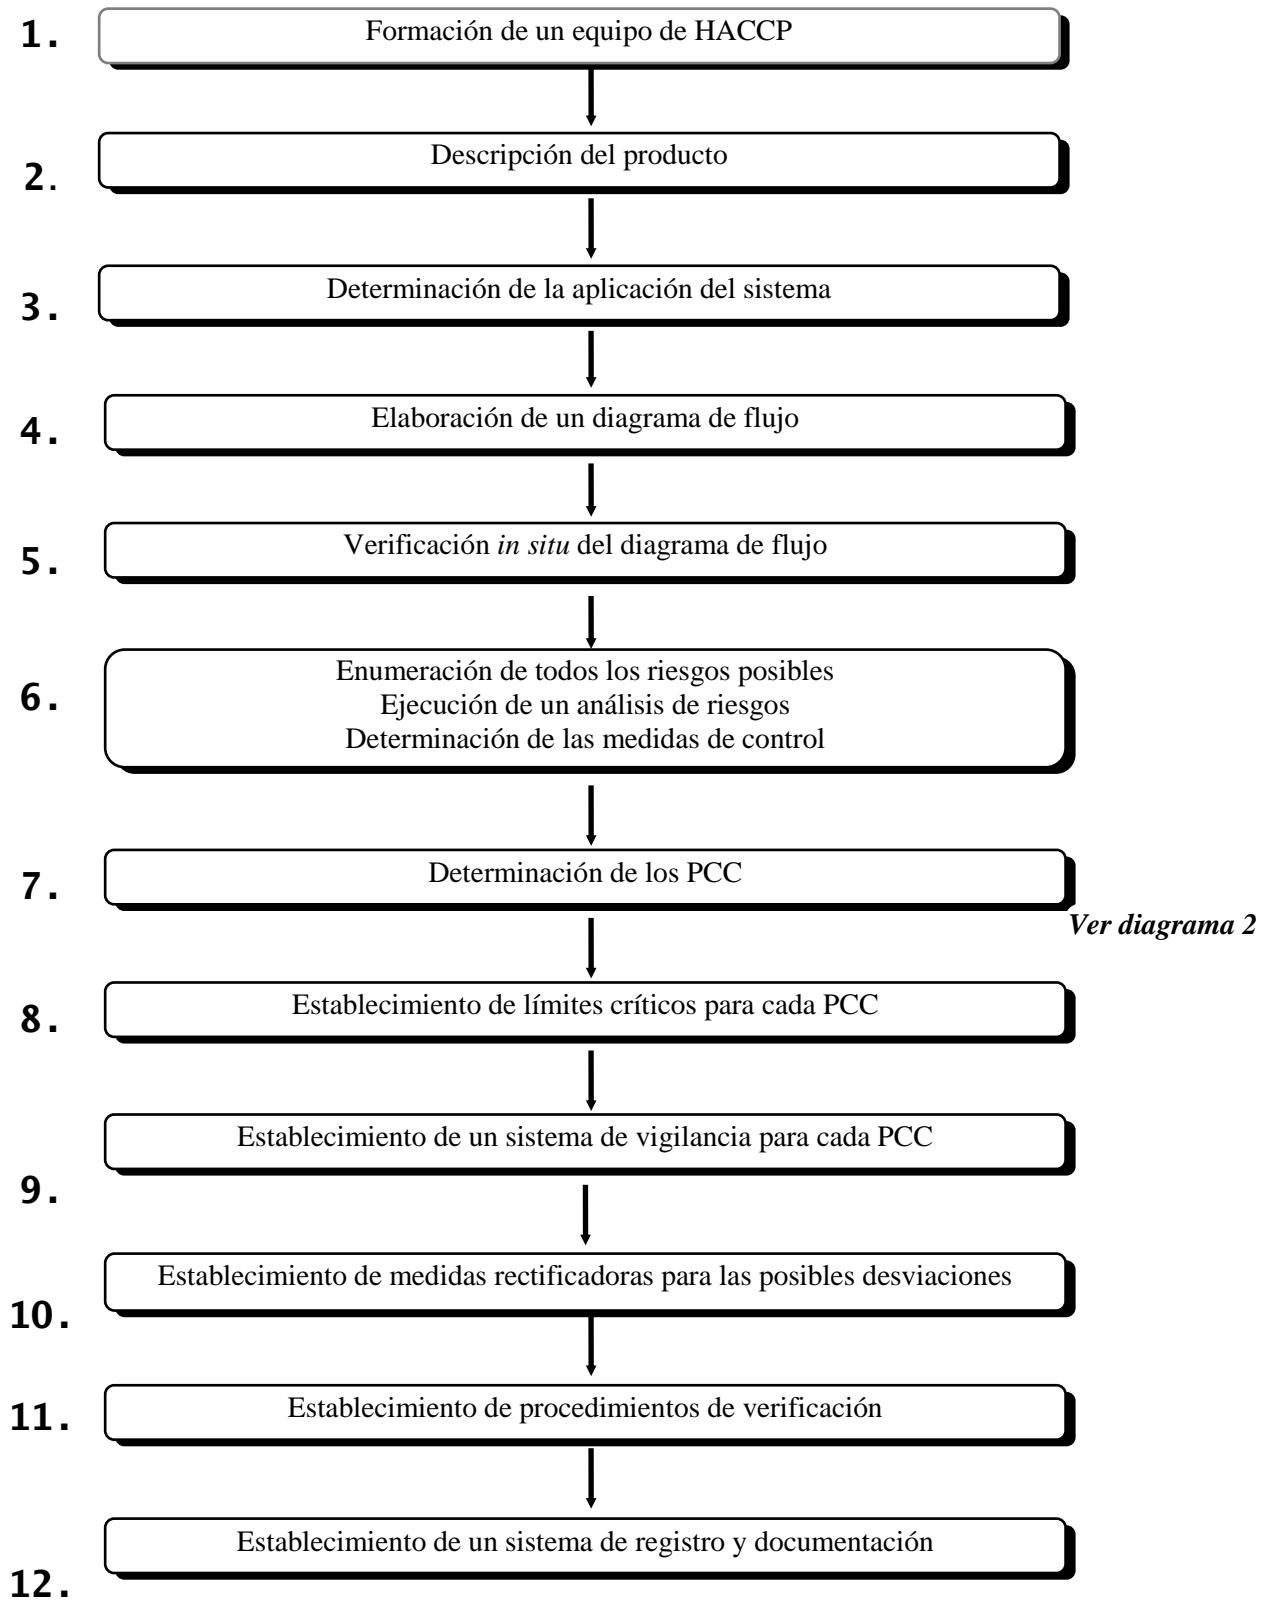 1. Formación de un equipo de HACCP
2. Descripción del producto
3. Determinación de la aplicación del sistema
4. Elaboración de un diagrama de flujo
5. Verificación in situ del diagrama de flujo
Enumeración de todos los riesgos posibles
6. Ejecución de un análisis de riesgos
Determinación de las medidas de control
7. Determinación de los PCC
Ver diagrama 2
8. Establecimiento de límites críticos para cada PCC
9. Establecimiento de un sistema de vigilancia para cada PCC
10. Establecimiento de medidas rectificadoras para las posibles desviaciones
11. Establecimiento de procedimientos de verificación
12. Establecimiento de un sistema de registro y documentación